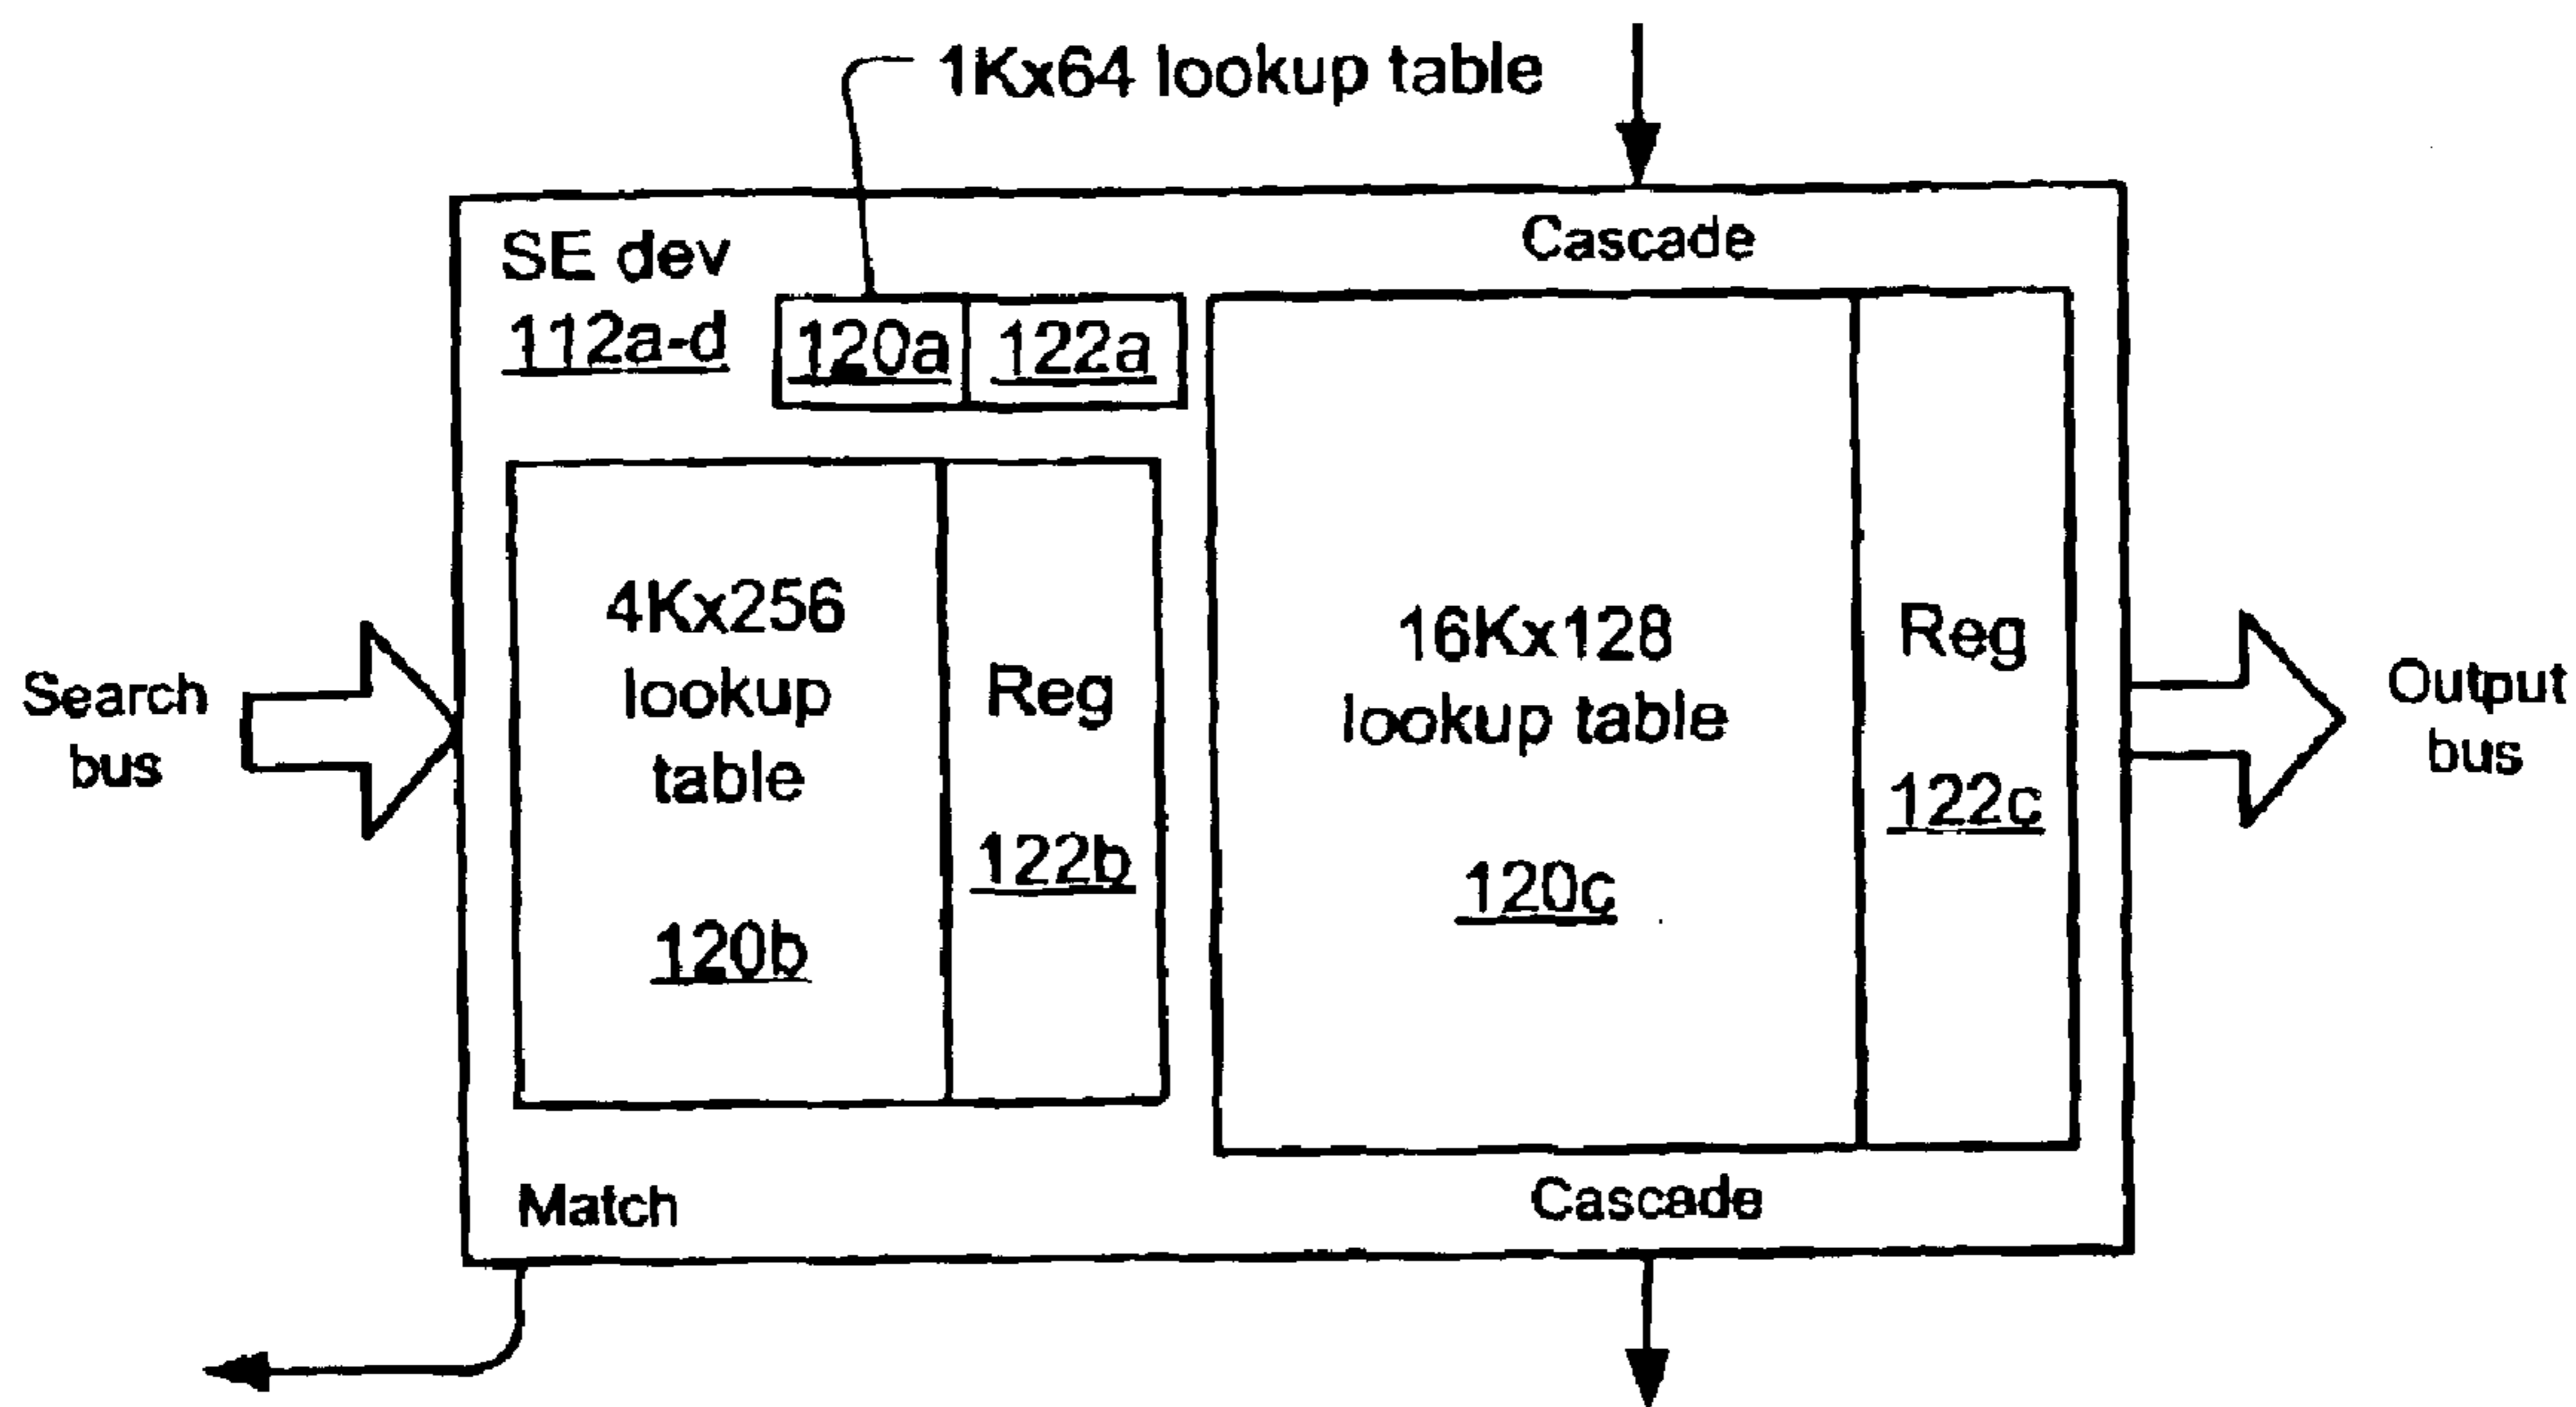 1Kx64 lookup table
Cascade
SE dev
112a-d
120a
122a
4Kx256
lookup
table
120b
Reg
122b
16Kx128
lookup table
120c
Reg
122c
Search
bus
Output
bus
Match
Cascade